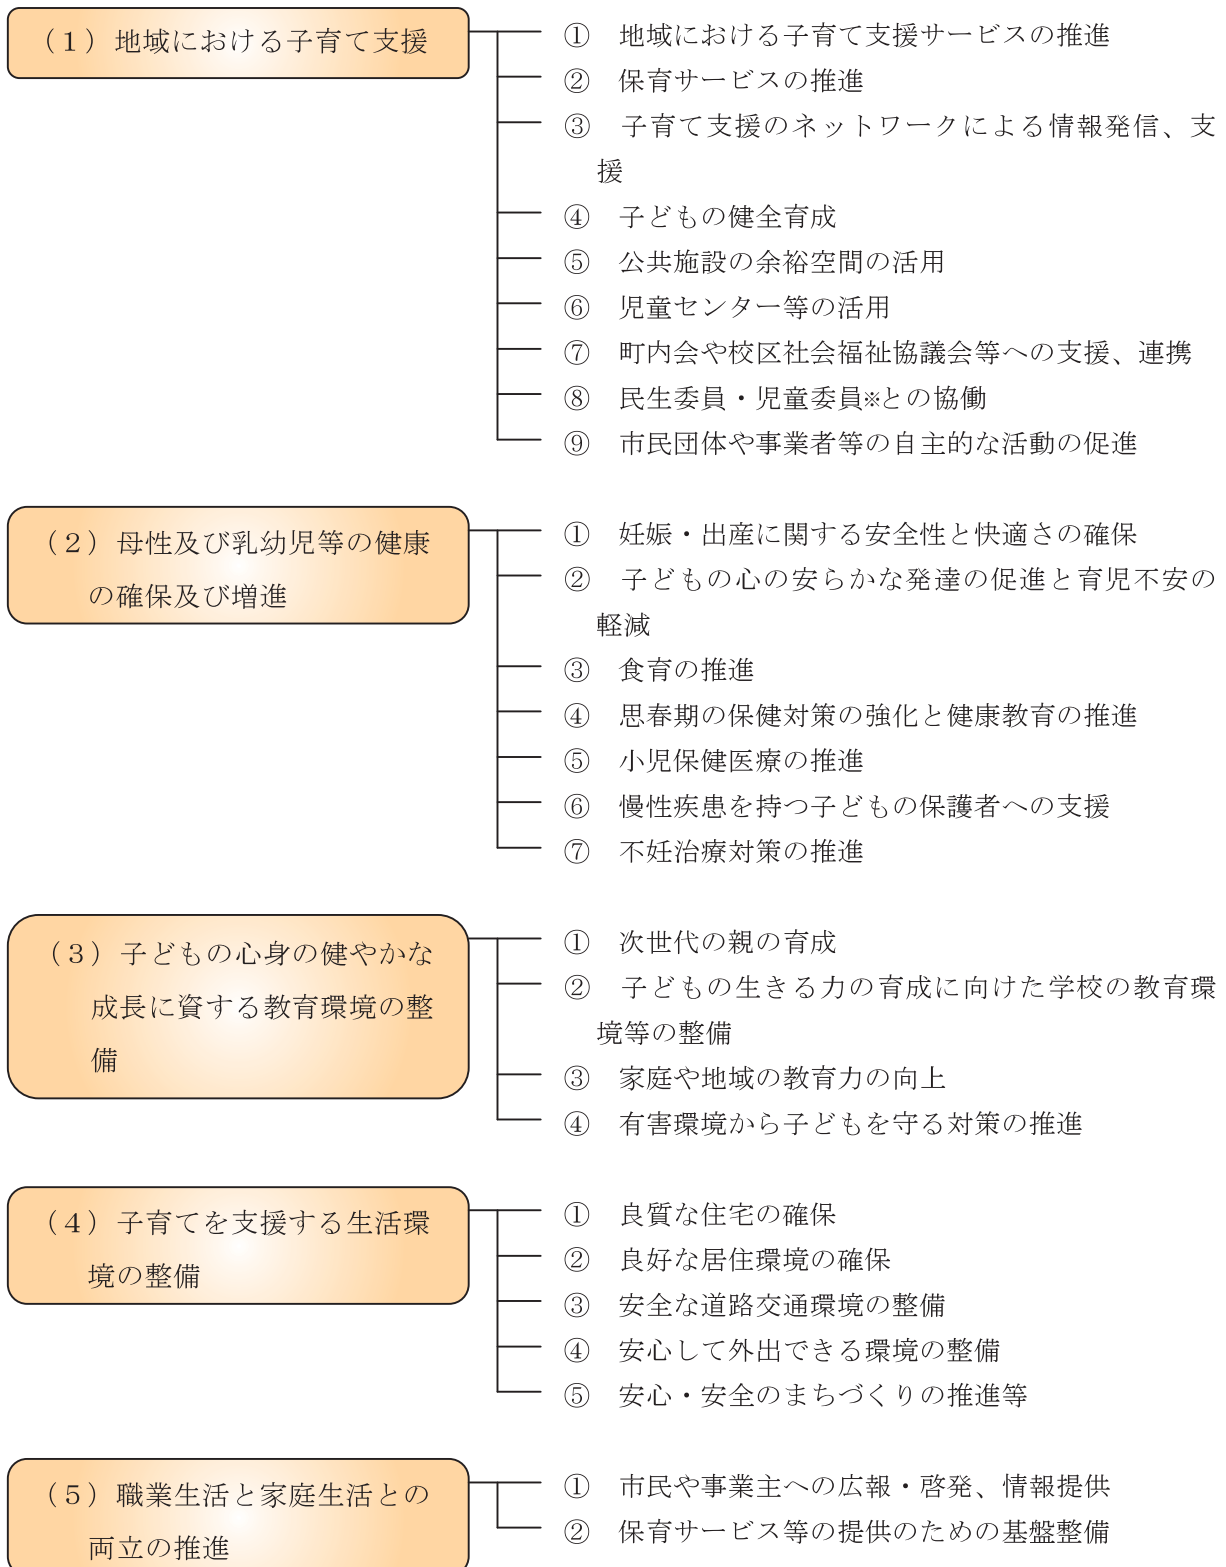 （１）地域における子育て支援
①　地域における子育て支援サービスの推進
②　保育サービスの推進
③　子育て支援のネットワークによる情報発信、支
援
④　子どもの健全育成
⑤　公共施設の余裕空間の活用
⑥　児童センター等の活用
⑦　町内会や校区社会福祉協議会等への支援、連携
⑧　民生委員・児童委員※との協働
⑨　市民団体や事業者等の自主的な活動の促進
（２）母性及び乳幼児等の健康
の確保及び増進
①　妊娠・出産に関する安全性と快適さの確保
②　子どもの心の安らかな発達の促進と育児不安の
軽減
③　食育の推進
④　思春期の保健対策の強化と健康教育の推進
⑤　小児保健医療の推進
⑥　慢性疾患を持つ子どもの保護者への支援
⑦　不妊治療対策の推進
（３）子どもの心身の健やかな
成長に資する教育環境の整
備
①　次世代の親の育成
②　子どもの生きる力の育成に向けた学校の教育環
境等の整備
③　家庭や地域の教育力の向上
④　有害環境から子どもを守る対策の推進
（４）子育てを支援する生活環
境の整備
①　良質な住宅の確保
②　良好な居住環境の確保
③　安全な道路交通環境の整備
④　安心して外出できる環境の整備
⑤　安心・安全のまちづくりの推進等
（５）職業生活と家庭生活との
両立の推進
①　市民や事業主への広報・啓発、情報提供
②　保育サービス等の提供のための基盤整備